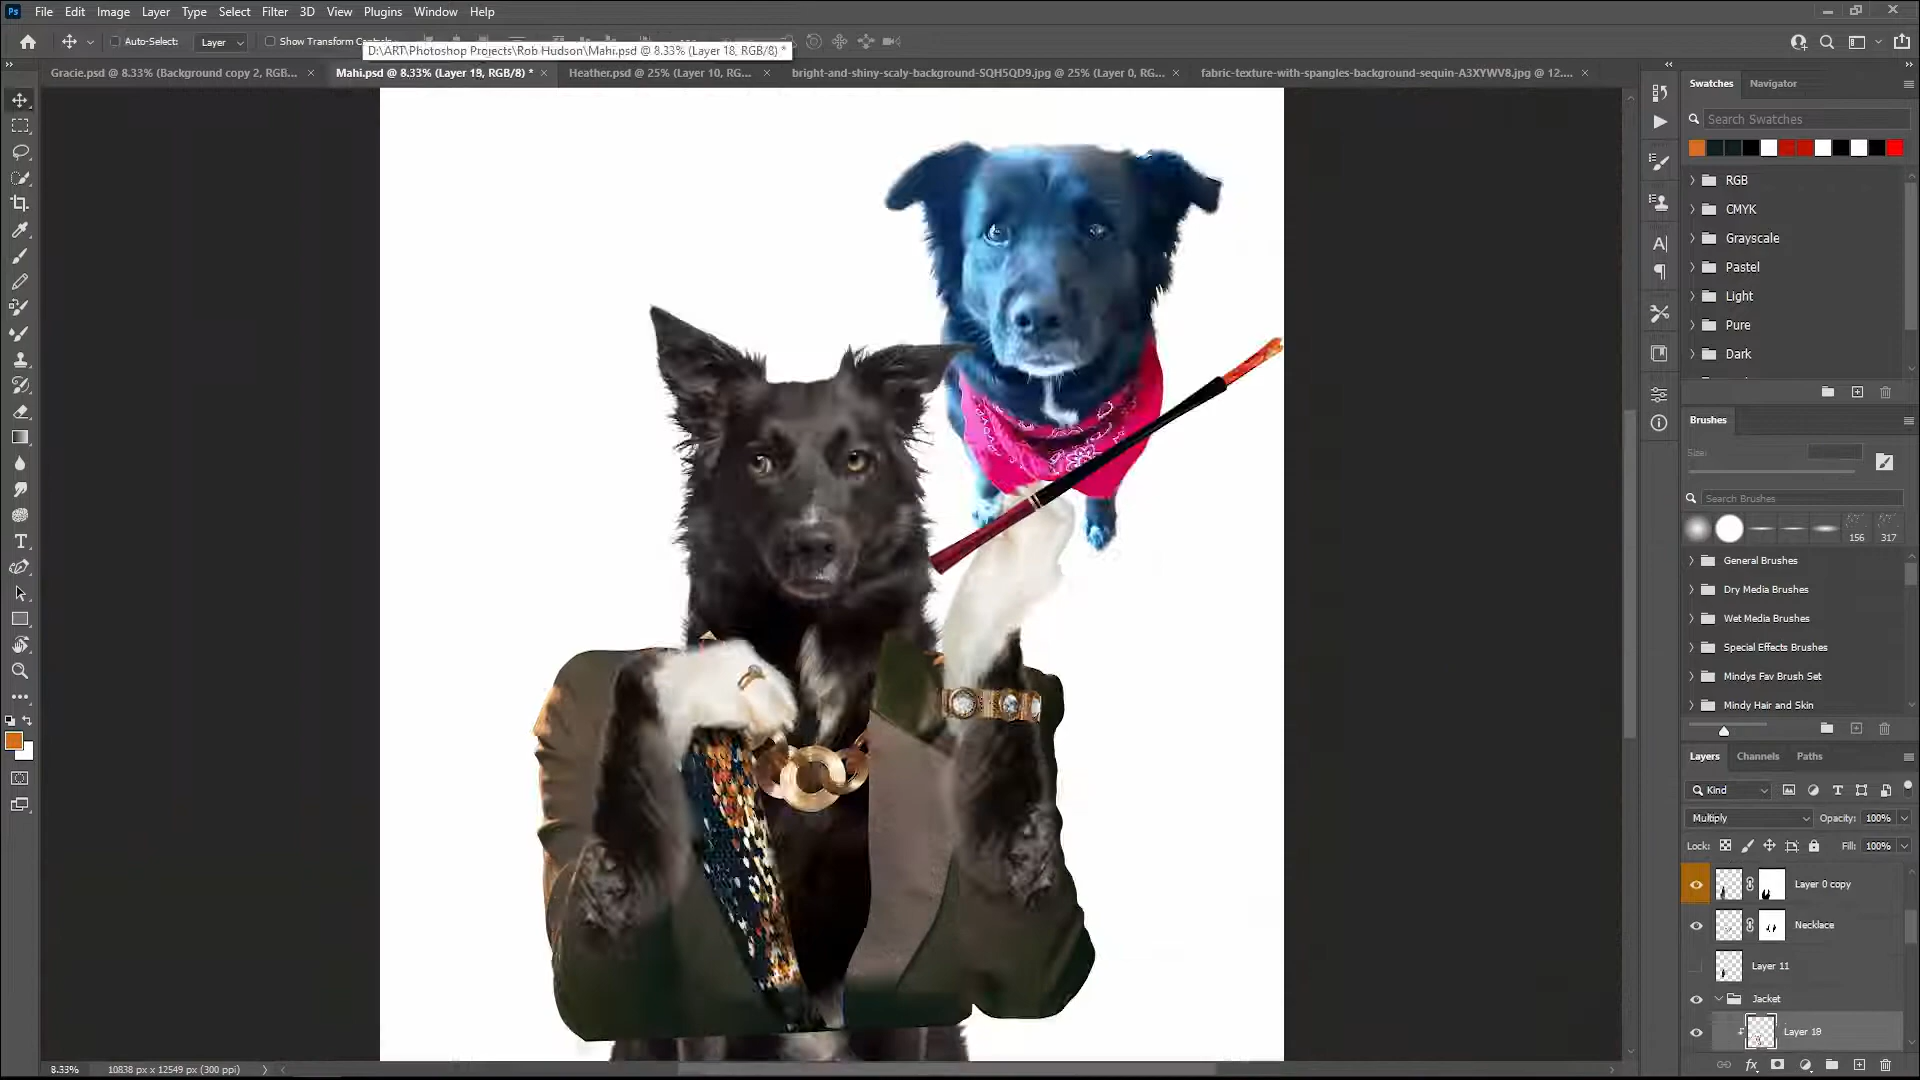 Ps File Edit Image Layer Type Select Filter 3D View Plugins Window Help
Auto-Select: Layer Show Transform Controls
D:\ART\Photoshop Projects\Rob Hudson\Mahi.psd @ 8.33% (Layer 18, RGB/8) *
Gracie.psd @ 8.33% (Background copy 2, RGB... Mahi.psd @ 8.33% (Layer 18, RGB/8) * Heather.psd @ 25% (Layer 10, RG... bright-and-shiny-scaly-background-SQH5QD9.jpg @ 25% (Layer 0, RG... fabric-texture-with-spangles-background-sequin-A3XYWV8.jpg @ 12....
Swatches Navigator
Search Swatches
RGB
CMYK
Grayscale
Pastel
Light
Pure
Dark
Brushes
Size:
Search Brushes
156 317
General Brushes
Dry Media Brushes
Wet Media Brushes
Special Effects Brushes
Mindys Fav Brush Set
Mindy Hair and Skin
Layers Channels Paths
Kind
Multiply Opacity: 100%
Lock: Fill: 100%
Layer 0 copy
Necklace
Layer 11
Jacket
Layer 18
8.33% 10838 px x 12549 px (300 ppi)